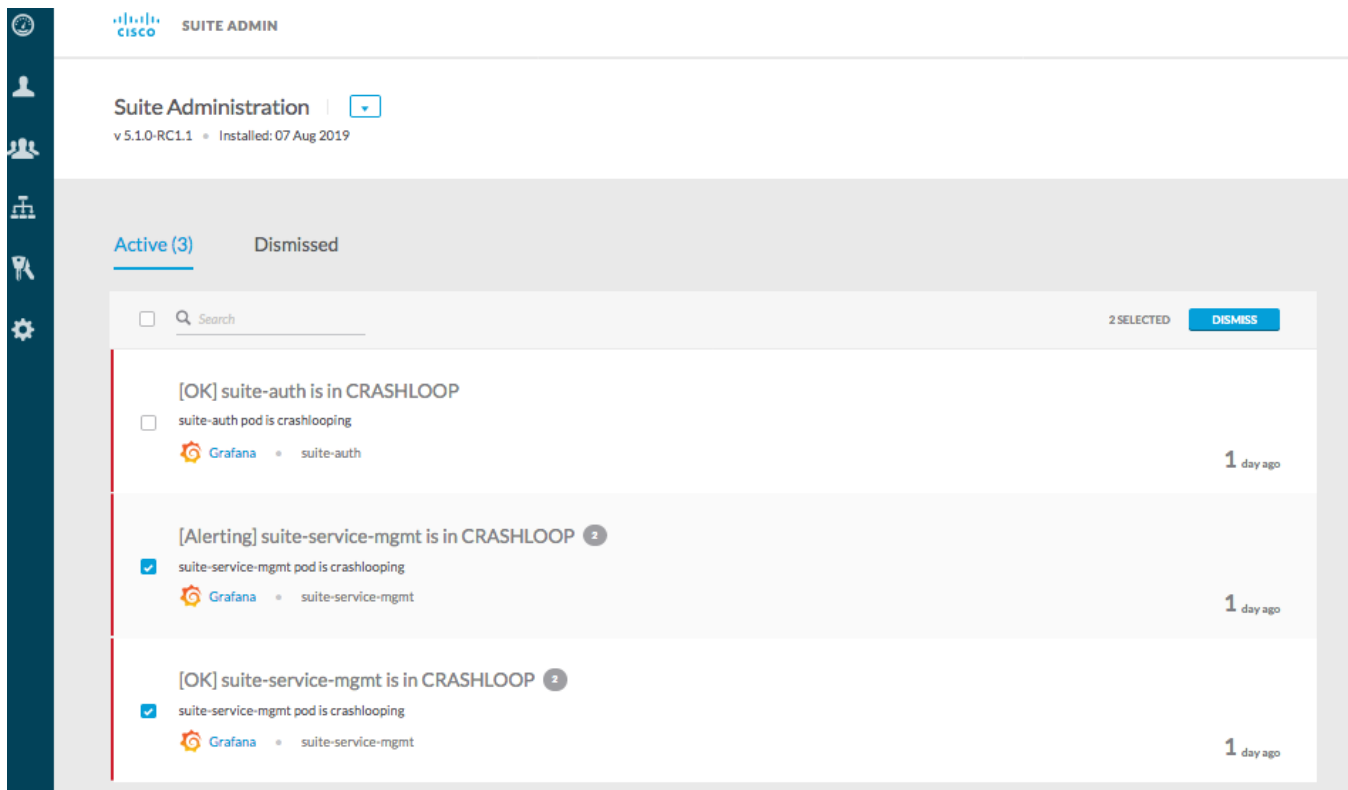 cisco SUITE ADMIN
Suite Administration
v 5.1.0-RC1.1 Installed: 07 Aug 2019
Active (3) Dismissed
Search 2 SELECTED DISMISS
[OK] suite-auth is in CRASHLOOP
suite-auth pod is crashlooping
Grafana suite-auth
1 day ago
[Alerting] suite-service-mgmt is in CRASHLOOP 2
suite-service-mgmt pod is crashlooping
Grafana suite-service-mgmt
1 day ago
[OK] suite-service-mgmt is in CRASHLOOP 2
suite-service-mgmt pod is crashlooping
Grafana suite-service-mgmt
1 day ago